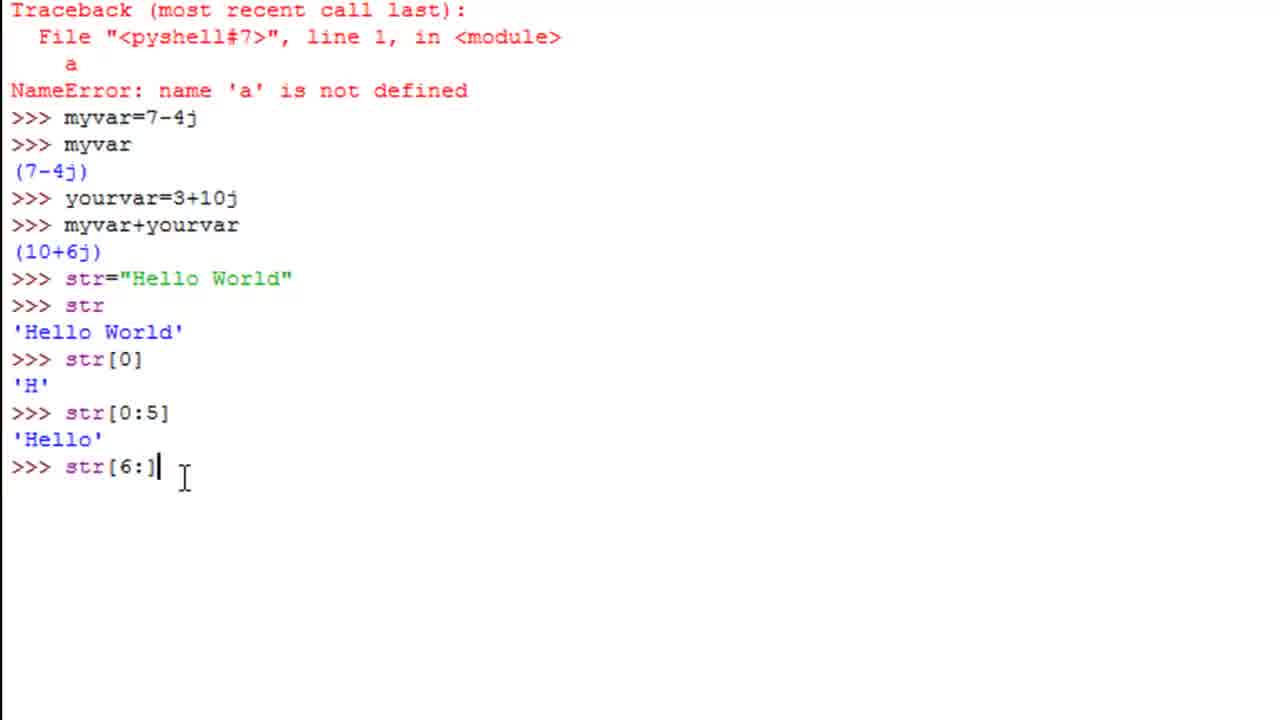 Traceback (most recent call last):
  File "<pyshell#7>", line 1, in <module>
    a
NameError: name 'a' is not defined
>>> myvar=7-4j
>>> myvar
(7-4j)
>>> yourvar=3+10j
>>> myvar+yourvar
(10+6j)
>>> str="Hello World"
>>> str
'Hello World'
>>> str[0]
'H'
>>> str[0:5]
'Hello'
>>> str[6:]